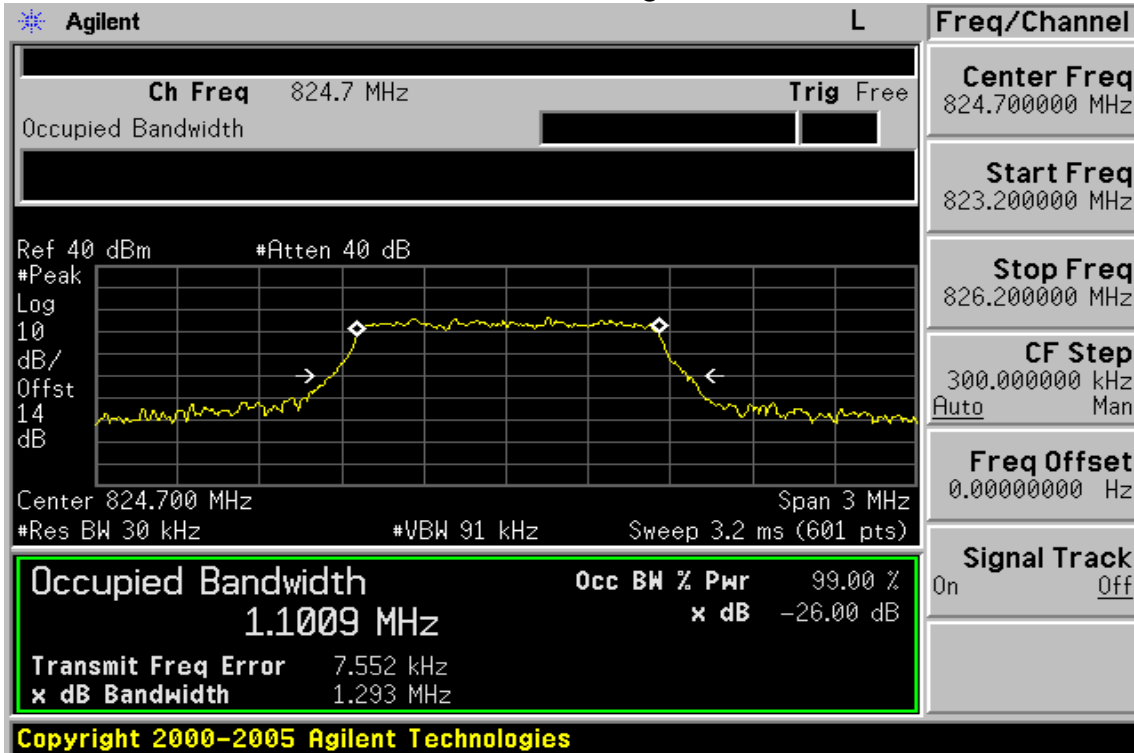 Agilent L Freq/Channel
Ch Freq 824.7 MHz Trig Free
Occupied Bandwidth
Center Freq
824.700000 MHz
Start Freq
823.200000 MHz
Stop Freq
826.200000 MHz
CF Step
300.000000 kHz
Auto Man
Freq Offset
0.00000000 Hz
Signal Track
On Off
Ref 40 dBm #Atten 40 dB
#Peak
Log
10
dB/
Offst
14
dB
Center 824.700 MHz Span 3 MHz
#Res BW 30 kHz #VBW 91 kHz Sweep 3.2 ms (601 pts)
Occupied Bandwidth Occ BW % Pwr 99.00 %
1.1009 MHz x dB -26.00 dB
Transmit Freq Error 7.552 kHz
x dB Bandwidth 1.293 MHz
Copyright 2000-2005 Agilent Technologies